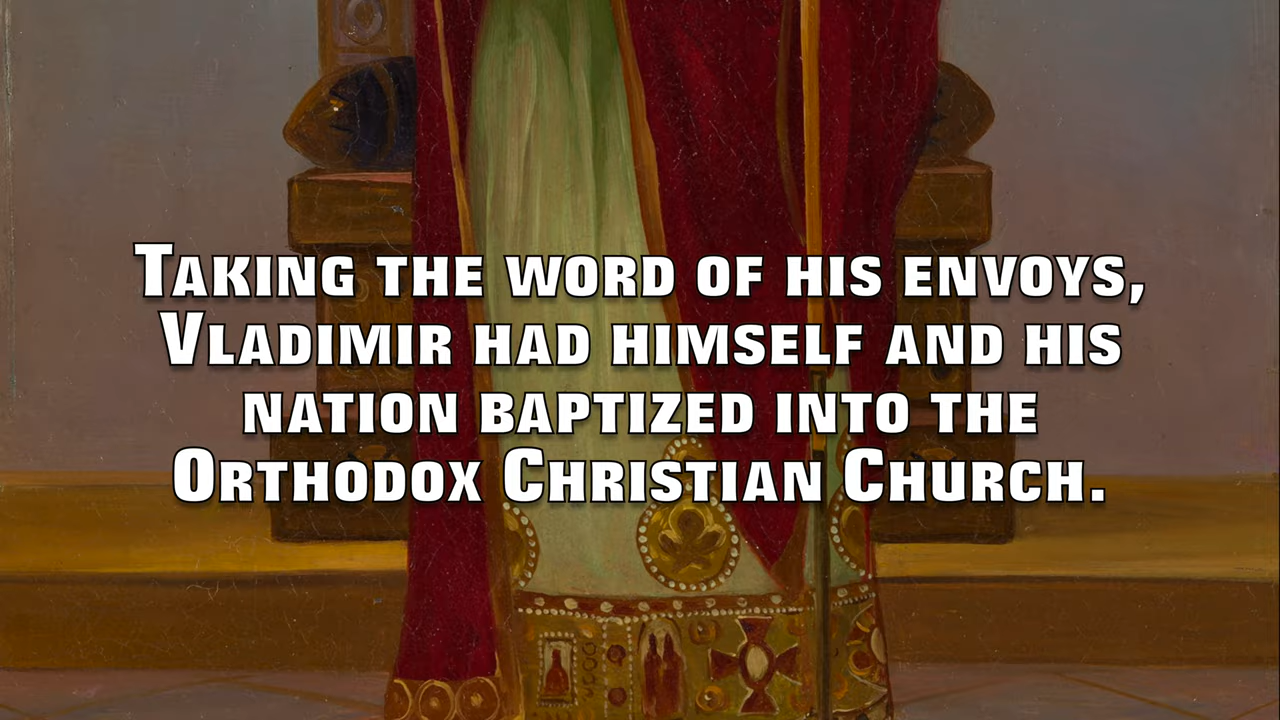 Taking the word of his envoys,
Vladimir had himself and his
nation baptized into the
Orthodox Christian Church.